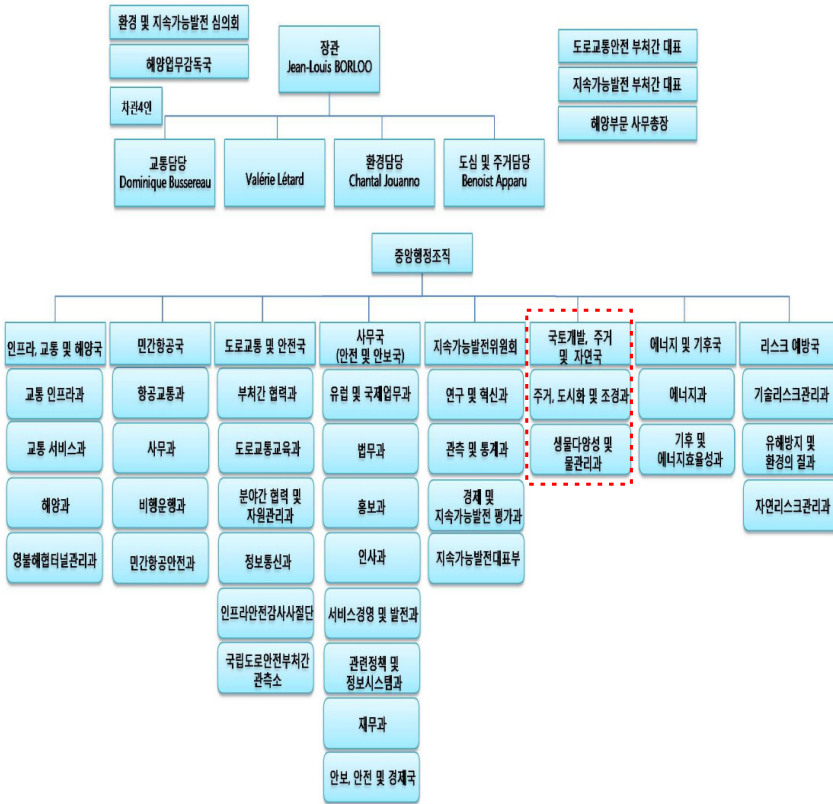 환경 및 지속가능발전 심의회
해양업무감독국
차관4인
장관
Jean-Louis BORLOO
도로교통안전 부처간 대표
지속가능발전 부처간 대표
해양부문 사무총장
교통담당
Dominique Bussereau
Valérie Létard
환경담당
Chantal Jouanno
도심 및 주거담당
Benoist Apparu
중앙행정조직
인프라, 교통 및 해양국
교통 인프라과
교통 서비스과
해양과
영불해협터널관리과
민간항공국
항공교통과
사무과
비행운행과
민간항공안전과
도로교통 및 안전국
부처간 협력과
도로교통교육과
분야간 협력 및
자원관리과
정보통신과
인프라안전감사사절단
국립도로안전부처간
관측소
사무국
(안전 및 안보국)
유럽 및 국제업무과
법무과
홍보과
인사과
서비스경영 및 발전과
관련정책 및
정보시스템과
재무과
안보, 안전 및 경제국
지속가능발전위원회
연구 및 혁신과
관측 및 통계과
경제 및
지속가능발전 평가과
지속가능발전대표부
국토개발, 주거
및 자연국
주거, 도시화 및 조경과
생물다양성 및
물관리과
에너지 및 기후국
에너지과
기후 및
에너지효율성과
리스크 예방국
기술리스크관리과
유해방지 및
환경의 질과
자연리스크관리과